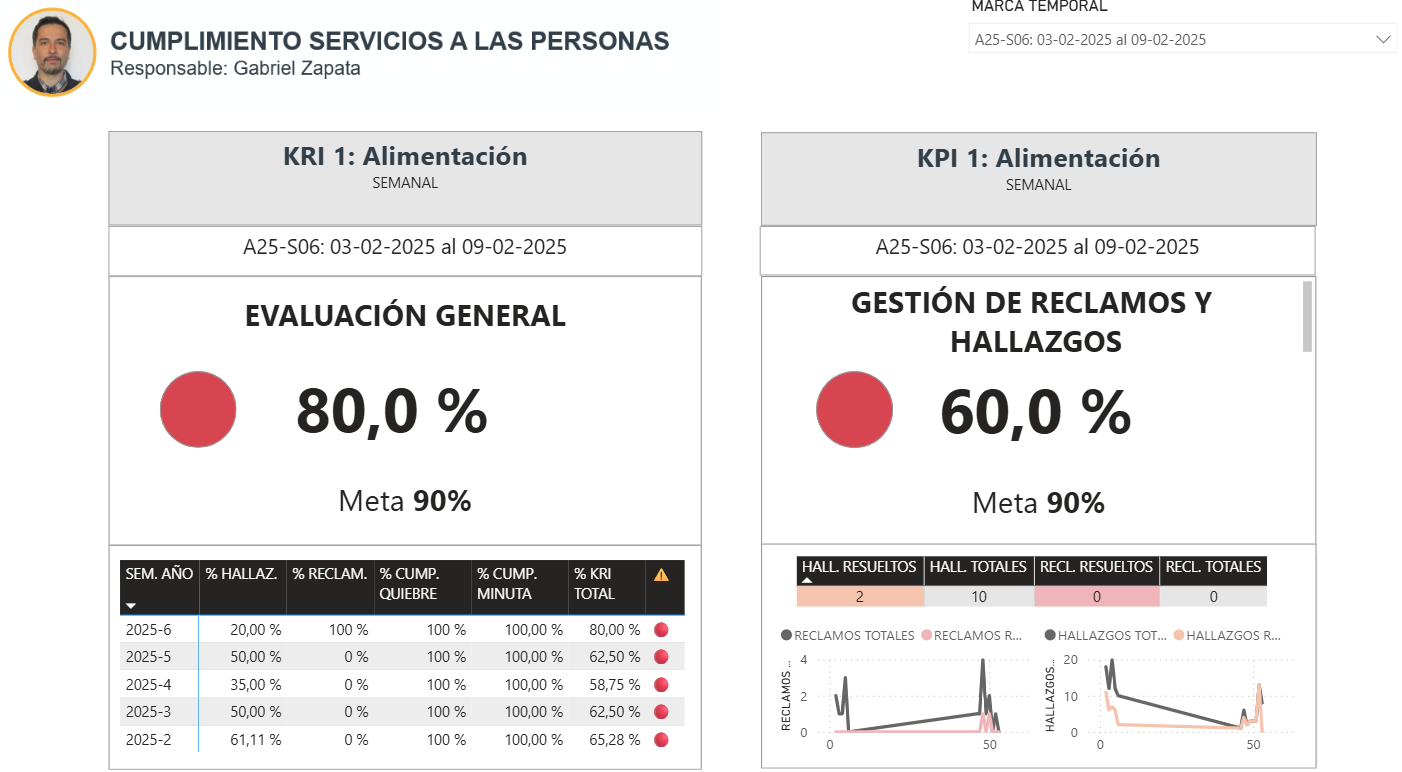 MARCA TEMPORAL
CUMPLIMIENTO SERVICIOS A LAS PERSONAS
Responsable: Gabriel Zapata
A25-S06: 03-02-2025 al 09-02-2025
KRI 1: Alimentación
SEMANAL
A25-S06: 03-02-2025 al 09-02-2025
EVALUACIÓN GENERAL
80,0 %
Meta 90%
SEM. AÑO % HALLAZ. % RECLAM. % CUMP. QUIEBRE % CUMP. MINUTA % KRI TOTAL
2025-6 20,00 % 100 % 100 % 100,00 % 80,00 %
2025-5 50,00 % 0 % 100 % 100,00 % 62,50 %
2025-4 35,00 % 0 % 100 % 100,00 % 58,75 %
2025-3 50,00 % 0 % 100 % 100,00 % 62,50 %
2025-2 61,11 % 0 % 100 % 100,00 % 65,28 %
KPI 1: Alimentación
SEMANAL
A25-S06: 03-02-2025 al 09-02-2025
GESTIÓN DE RECLAMOS Y
HALLAZGOS
60,0 %
Meta 90%
HALL. RESUELTOS HALL. TOTALES RECL. RESUELTOS RECL. TOTALES
2 10 0 0
RECLAMOS TOTALES RECLAMOS R...
RECLAMOS ...
4
2
0
0 50
HALLAZGOS TOT... HALLAZGOS R...
HALLAZGOS...
20
10
0
0 50